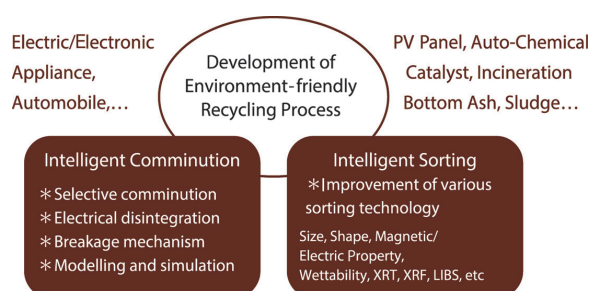 Electric/Electronic
Appliance,
Automobile,…
Development of
Environment-friendly
Recycling Process
PV Panel, Auto-Chemical
Catalyst, Incineration
Bottom Ash, Sludge…
Intelligent Comminution
＊Selective comminution
＊Electrical disintegration
＊Breakage mechanism
＊Modelling and simulation
Intelligent Sorting
＊Improvement of various
sorting technology
Size, Shape, Magnetic/
Electric Property,
Wettability, XRT, XRF, LIBS, etc